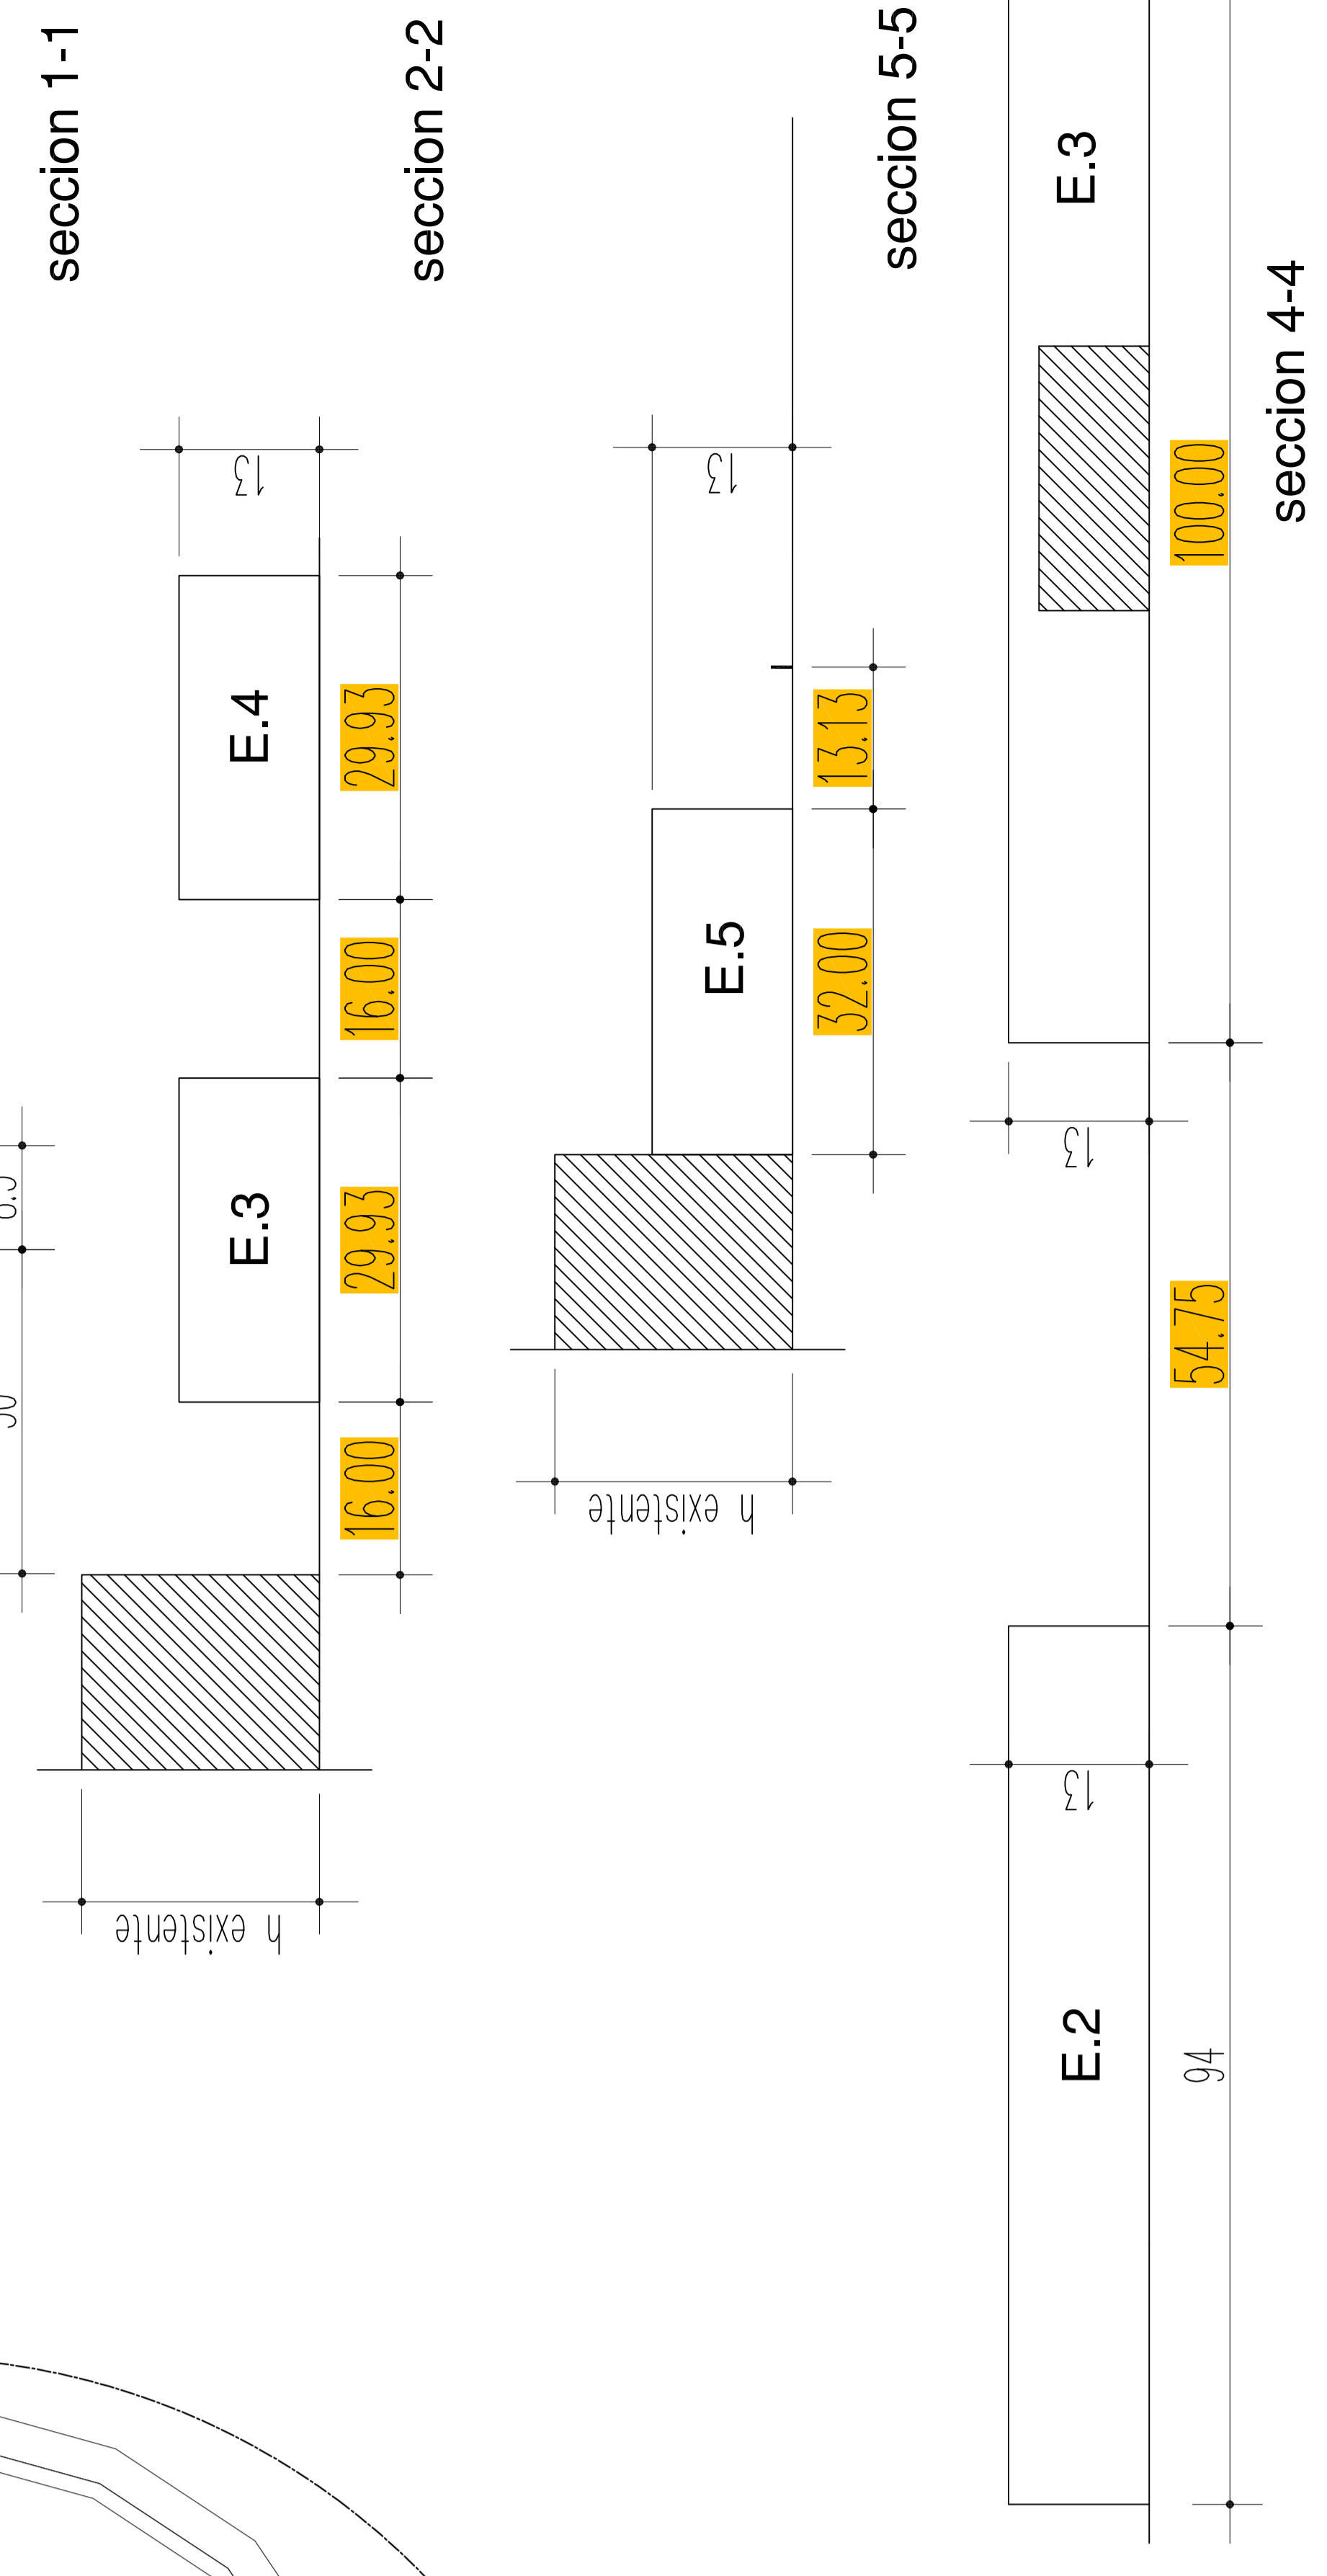 seccion 1-1
13
E.4
E.3
29.93
16.00
29.93
16.00
h existente
seccion 2-2
13
E.5
13.13
32.00
h existente
seccion 5-5
E.3
13
13
E.2
100.00
54.75
94
seccion 4-4